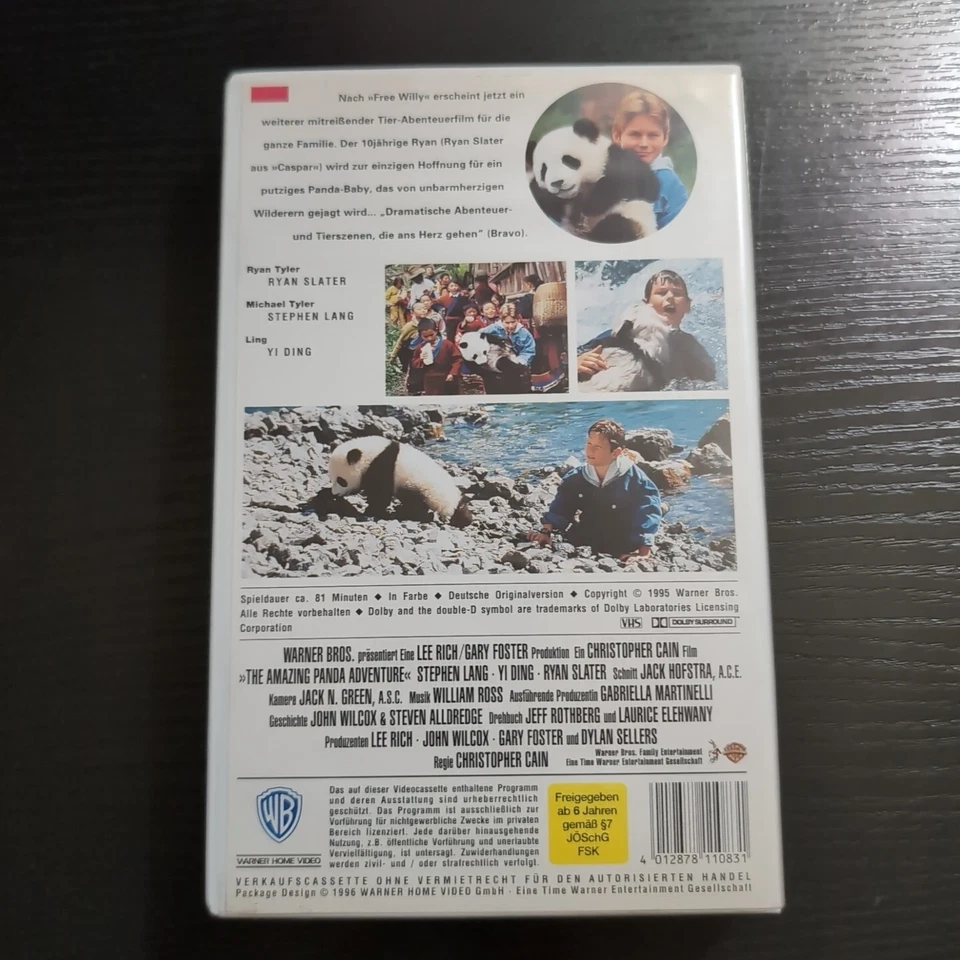 Nach »Free Willy« erscheint jetzt ein
weiterer mitreißender Tier-Abenteuerfilm für die
ganze Familie. Der 10jährige Ryan (Ryan Slater
aus »Caspar«) wird zur einzigen Hoffnung für ein
putziges Panda-Baby, das von unbarmherzigen
Wilderern gejagt wird... „Dramatische Abenteuer-
und Tierszenen, die ans Herz gehen" (Bravo).
Ryan Tyler
RYAN SLATER
Michael Tyler
STEPHEN LANG
Ling
YI DING
Spieldauer ca. 81 Minuten ◆ In Farbe ◆ Deutsche Originalversion ◆ Copyright © 1995 Warner Bros.
Alle Rechte vorbehalten ◆ Dolby and the double-D symbol are trademarks of Dolby Laboratories Licensing
Corporation
VHS DOLBY SURROUND
WARNER BROS. präsentiert Eine LEE RICH/GARY FOSTER Produktion Ein CHRISTOPHER CAIN Film
»THE AMAZING PANDA ADVENTURE« STEPHEN LANG · YI DING · RYAN SLATER Schnitt JACK HOFSTRA, A.C.E.
Kamera JACK N. GREEN, A.S.C. Musik WILLIAM ROSS Ausführende Produzentin GABRIELLA MARTINELLI
Geschichte JOHN WILCOX & STEVEN ALLDREDGE Drehbuch JEFF ROTHBERG und LAURICE ELEHWANY
Produzenten LEE RICH · JOHN WILCOX · GARY FOSTER und DYLAN SELLERS
Regie CHRISTOPHER CAIN
Warner Bros. Family Entertainment
Eine Time Warner Entertainment Gesellschaft
WB
WARNER HOME VIDEO
Das auf dieser Videocassette enthaltene Programm
und deren Ausstattung sind urheberrechtlich
geschützt. Das Programm ist ausschließlich zur
Vorführung für nichtgewerbliche Zwecke im privaten
Bereich lizenziert. Jede darüber hinausgehende
Nutzung, z.B. öffentliche Vorführung und unerlaubte
Vervielfältigung, ist untersagt. Zuwiderhandlungen
werden zivil- und / oder strafrechtlich verfolgt.
Freigegeben
ab 6 Jahren
gemäß §7
JÖSchG
FSK
4 012878 110831
VERKAUFSCASSETTE OHNE VERMIETRECHT FÜR DEN AUTORISIERTEN HANDEL
Package Design © 1996 WARNER HOME VIDEO GmbH · Eine Time Warner Entertainment Gesellschaft